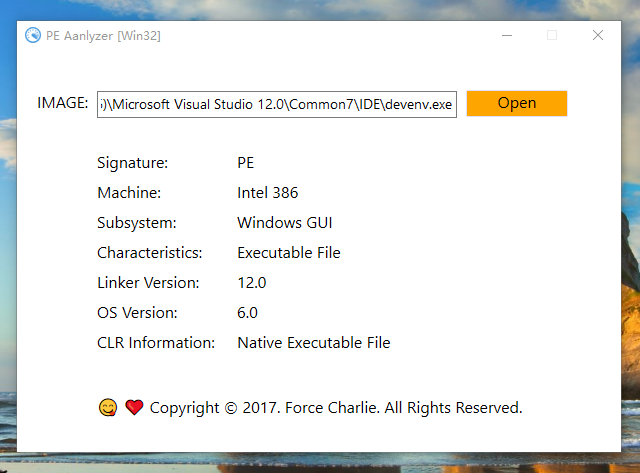 PE Aanlyzer [Win32]
IMAGE: )\Microsoft Visual Studio 12.0\Common7\IDE\devenv.exe Open
Signature: PE
Machine: Intel 386
Subsystem: Windows GUI
Characteristics: Executable File
Linker Version: 12.0
OS Version: 6.0
CLR Information: Native Executable File
😋 ❤ Copyright © 2017. Force Charlie. All Rights Reserved.